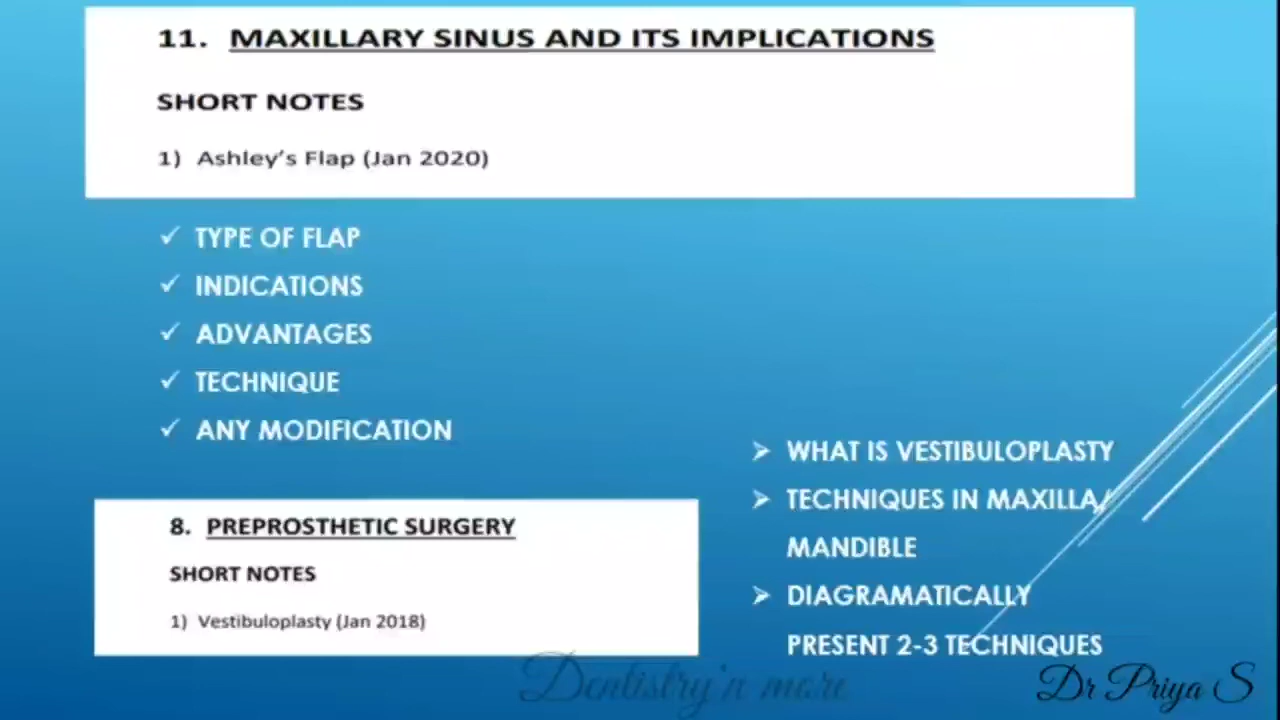 11. MAXILLARY SINUS AND ITS IMPLICATIONS
SHORT NOTES
1) Ashley's Flap (Jan 2020)
✓ TYPE OF FLAP
✓ INDICATIONS
✓ ADVANTAGES
✓ TECHNIQUE
✓ ANY MODIFICATION
8. PREPROSTHETIC SURGERY
SHORT NOTES
1) Vestibuloplasty (Jan 2018)
➢ WHAT IS VESTIBULOPLASTY
➢ TECHNIQUES IN MAXILLA/
MANDIBLE
➢ DIAGRAMATICALLY
PRESENT 2-3 TECHNIQUES
Dentistry'n more
Dr Priya S